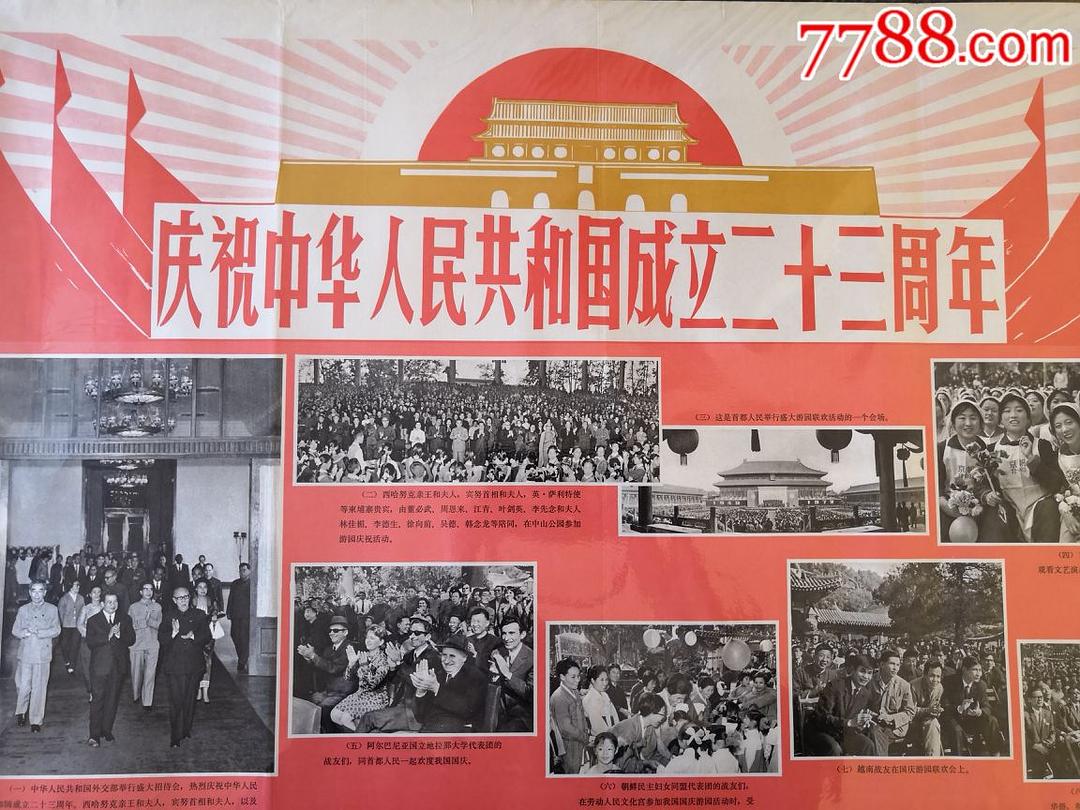 7788.com
庆祝中华人民共和国成立二十三周年
(三) 这是首都人民举行盛大游园联欢活动的一个会场。
(二) 西哈努克亲王和夫人，宾努首相和夫人，英·萨利特使
等柬埔寨贵宾，由董必武、周恩来、江青、叶剑英、李先念和夫人
林佳楣，李德生、徐向前、吴德、韩念龙等陪同，在中山公园参加
游园庆祝活动。
(四)
观看文艺演
(五) 阿尔巴尼亚国立地拉那大学代表团的
战友们，同首都人民一起欢度我国国庆。
(七) 越南战友在国庆游园联欢会上。
(一) 中华人民共和国外交部举行盛大招待会，热烈庆祝中华人民
和国成立二十三周年。西哈努克亲王和夫人，宾努首相和夫人，以及
(六) 朝鲜民主妇女同盟代表团的战友们，
在劳动人民文化宫参加我国国庆游园活动时，受